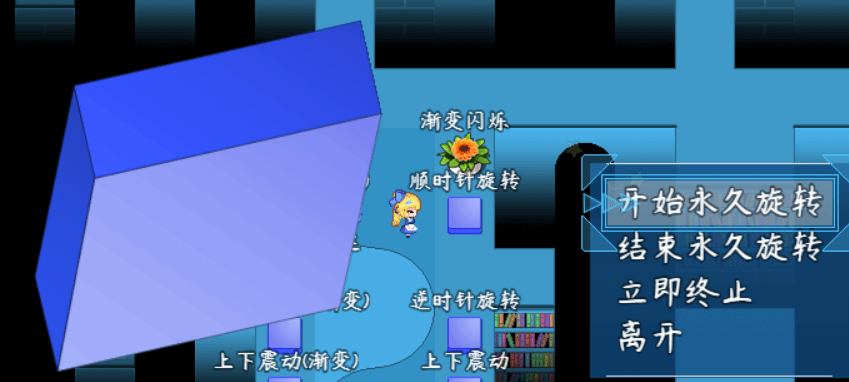 渐变闪烁
顺时针旋转
变)
逆时针旋转
上下震动(渐变)
上下震动
开始永久旋转
结束永久旋转
立即终止
离开